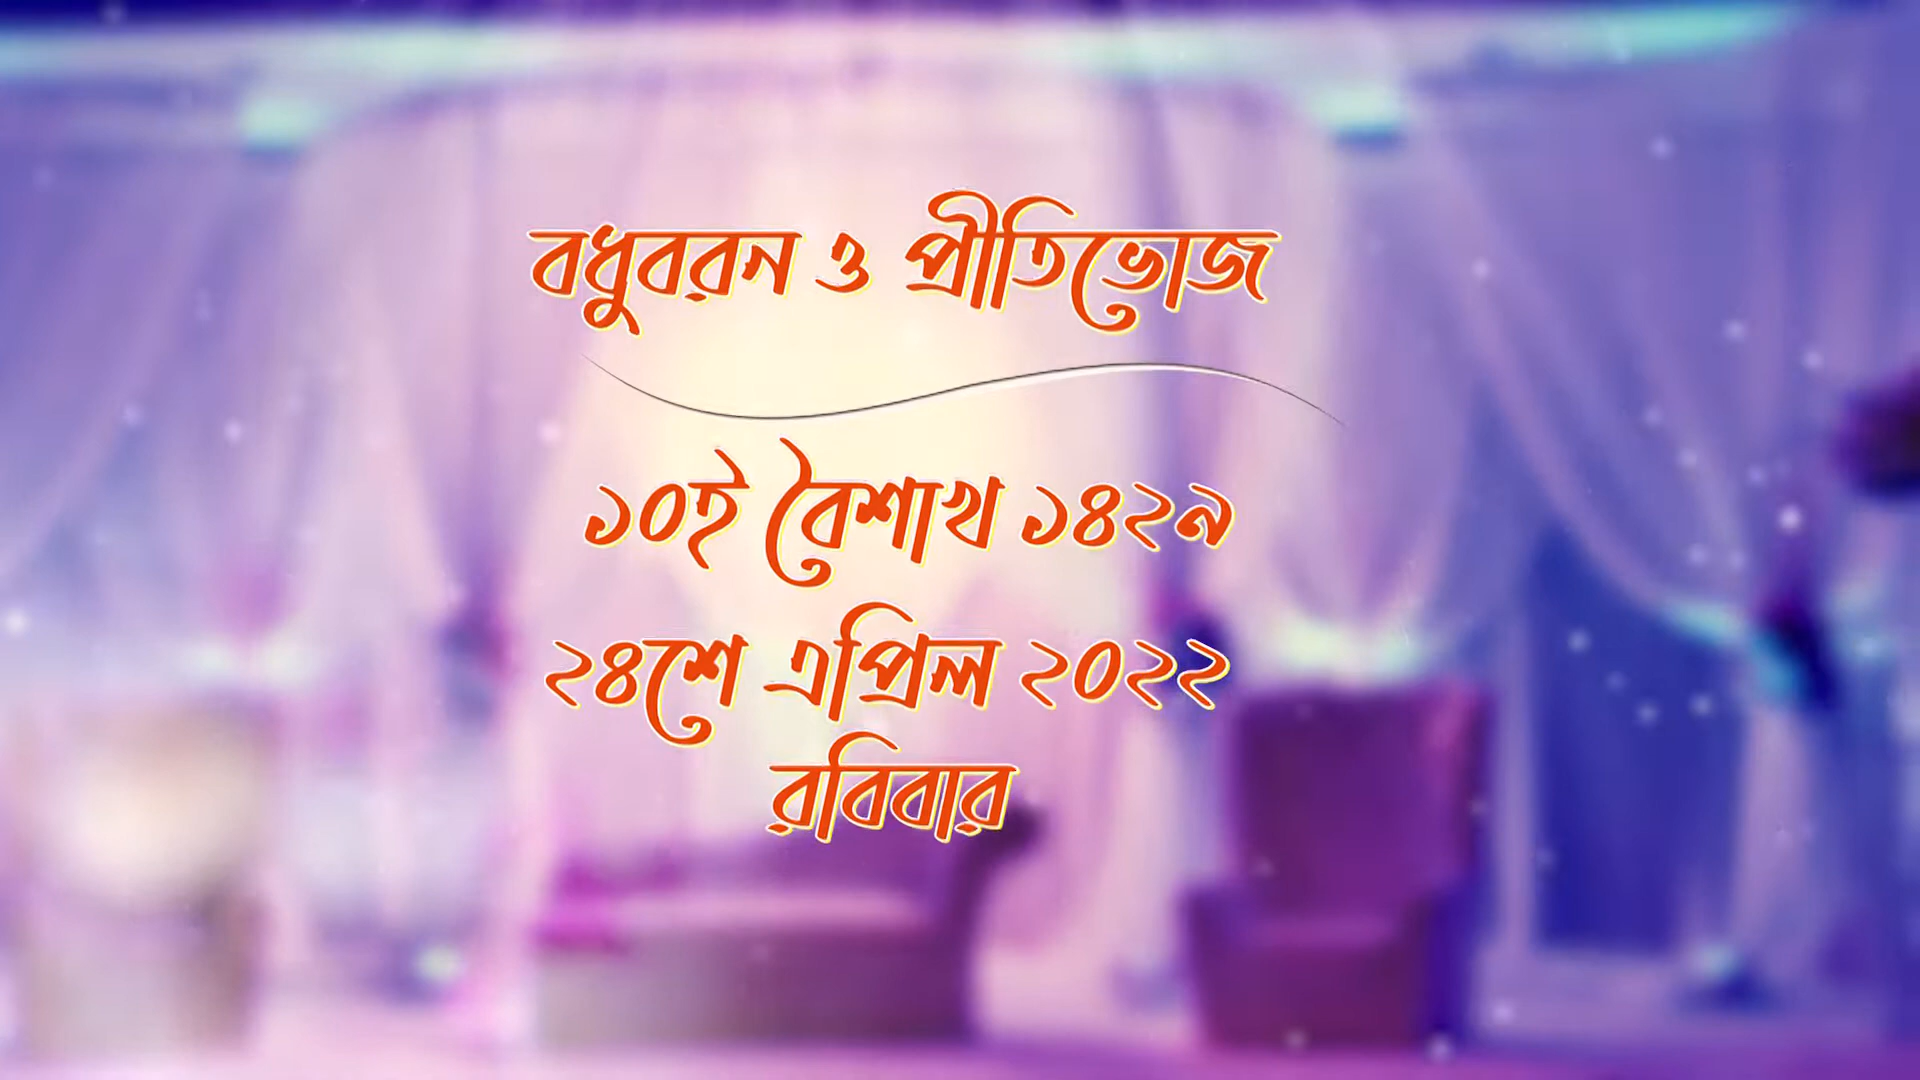 বধুবরন ও প্রীতিভোজ
১০ই বৈশাখ ১৪২৯
২৪শে এপ্রিল ২০২২
রবিবার